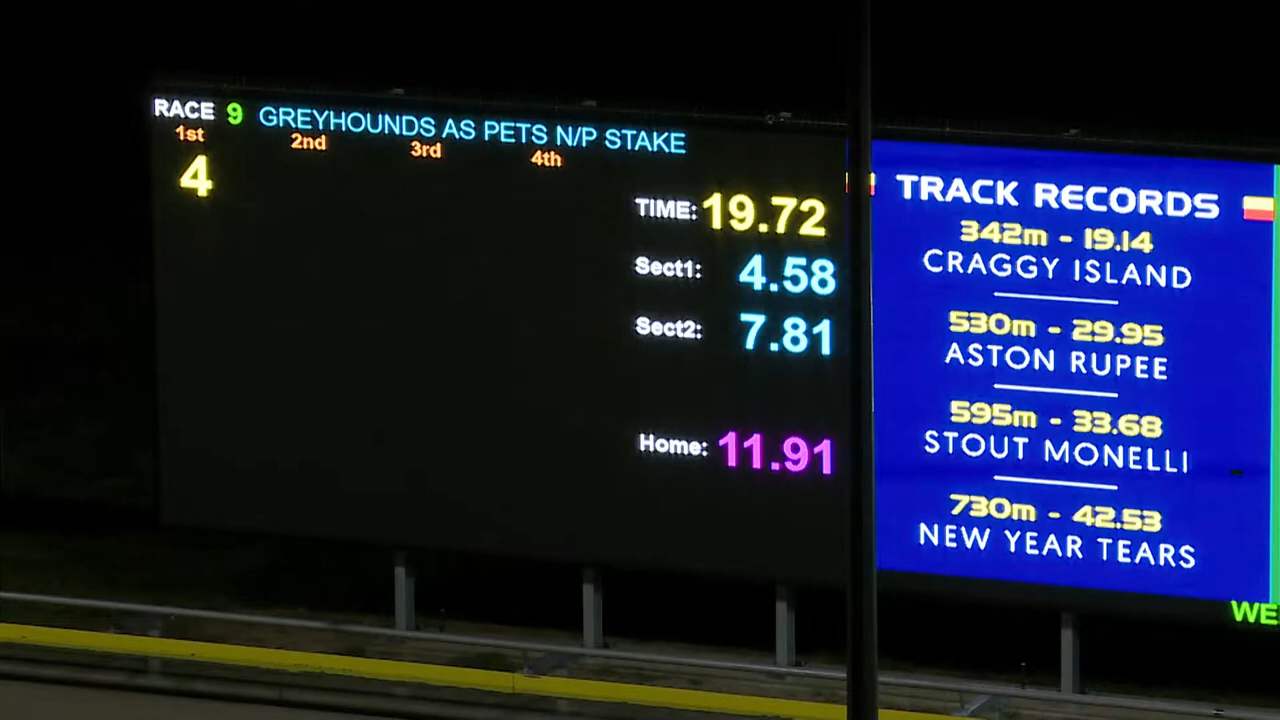 RACE 9 GREYHOUNDS AS PETS N/P STAKE
1st 2nd 3rd 4th
4
TIME: 19.72
Sect1: 4.58
Sect2: 7.81
Home: 11.91
TRACK RECORDS
342m - 19.14
CRAGGY ISLAND
530m - 29.95
ASTON RUPEE
595m - 33.68
STOUT MONELLI
730m - 42.53
NEW YEAR TEARS
WE